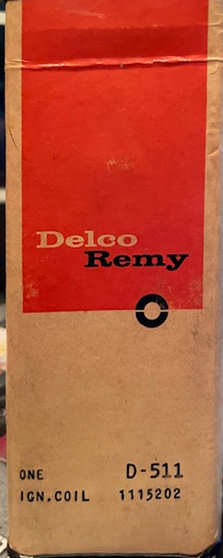 Delco
Remy
ONE D-511
IGN.COIL 1115202